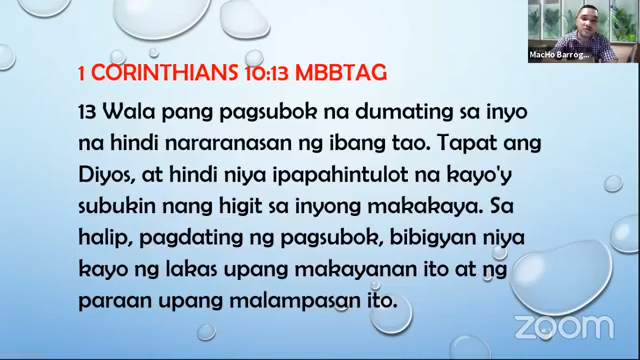 1 CORINTHIANS 10:13 MBBTAG
13 Wala pang pagsubok na dumating sa inyo
na hindi nararanasan ng ibang tao. Tapat ang
Diyos, at hindi niya ipapahintulot na kayo'y
subukin nang higit sa inyong makakaya. Sa
halip, pagdating ng pagsubok, bibigyan niya
kayo ng lakas upang makayanan ito at ng
paraan upang malampasan ito.
MacHo Barrog...
zoom